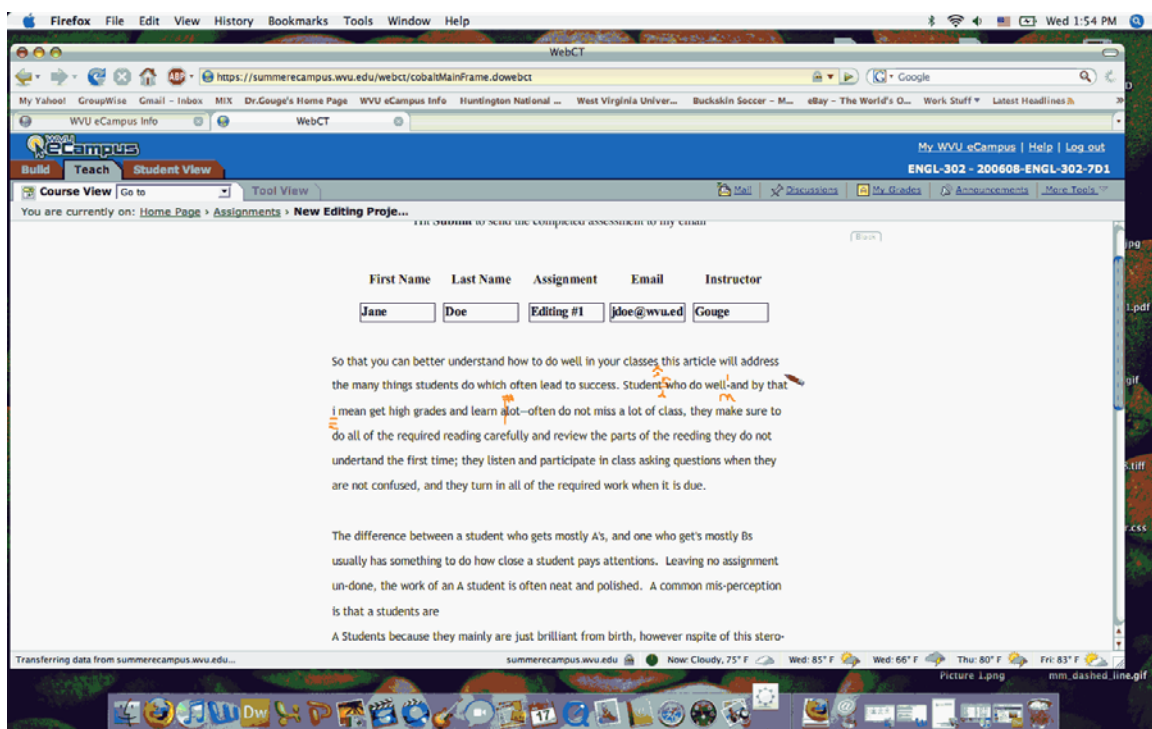 Firefox File Edit View History Bookmarks Tools Window Help Wed 1:54 PM
WebCT
https://summerecampus.wvu.edu/webct/cobaltMainFrame.dowebct Google
My Yahoo! GroupWise Gmail - Inbox MIX Dr.Gouge's Home Page WVU eCampus Info Huntington National ... West Virginia Univer... Buckskin Soccer - M... eBay - The World's O... Work Stuff Latest Headlines
WVU eCampus Info WebCT
WVU eCampus My WVU eCampus | Help | Log out
Build Teach Student View ENGL-302 - 200608-ENGL-302-7D1
Course View Go to Tool View Mail Discussions My Grades Announcements More Tools
You are currently on: Home Page › Assignments › New Editing Proje...
Hit Submit to send the completed assessment to my email
First Name Last Name Assignment Email Instructor
Jane Doe Editing #1 jdoe@wvu.ed Gouge
So that you can better understand how to do well in your classes this article will address
the many things students do which often lead to success. Student who do well-and by that
i mean get high grades and learn alot—often do not miss a lot of class, they make sure to
do all of the required reading carefully and review the parts of the reeding they do not
undertand the first time; they listen and participate in class asking questions when they
are not confused, and they turn in all of the required work when it is due.
The difference between a student who gets mostly A's, and one who get's mostly Bs
usually has something to do how close a student pays attentions. Leaving no assignment
un-done, the work of an A student is often neat and polished. A common mis-perception
is that a students are
A Students because they mainly are just brilliant from birth, however nspite of this stero-
Transferring data from summerecampus.wvu.edu... summerecampus.wvu.edu Now: Cloudy, 75° F Wed: 85° F Wed: 66° F Thu: 80° F Fri: 83° F
Picture 1.png mm_dashed_line.gif
17